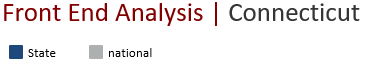 Front End Analysis | Connecticut
State national